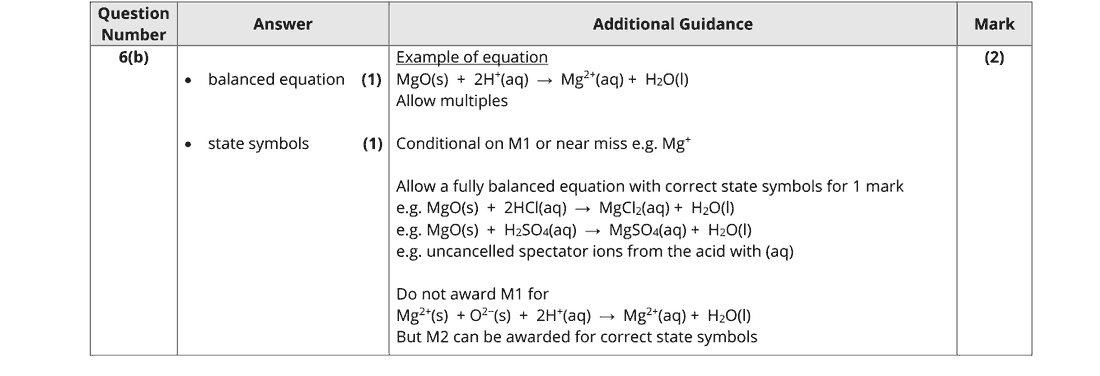 Question Number Answer Additional Guidance Mark
6(b) Example of equation (2)
• balanced equation (1) MgO(s) + 2H⁺(aq) → Mg²⁺(aq) + H₂O(l)
Allow multiples
• state symbols (1) Conditional on M1 or near miss e.g. Mg⁺
Allow a fully balanced equation with correct state symbols for 1 mark
e.g. MgO(s) + 2HCl(aq) → MgCl₂(aq) + H₂O(l)
e.g. MgO(s) + H₂SO₄(aq) → MgSO₄(aq) + H₂O(l)
e.g. uncancelled spectator ions from the acid with (aq)
Do not award M1 for
Mg²⁺(s) + O²⁻(s) + 2H⁺(aq) → Mg²⁺(aq) + H₂O(l)
But M2 can be awarded for correct state symbols